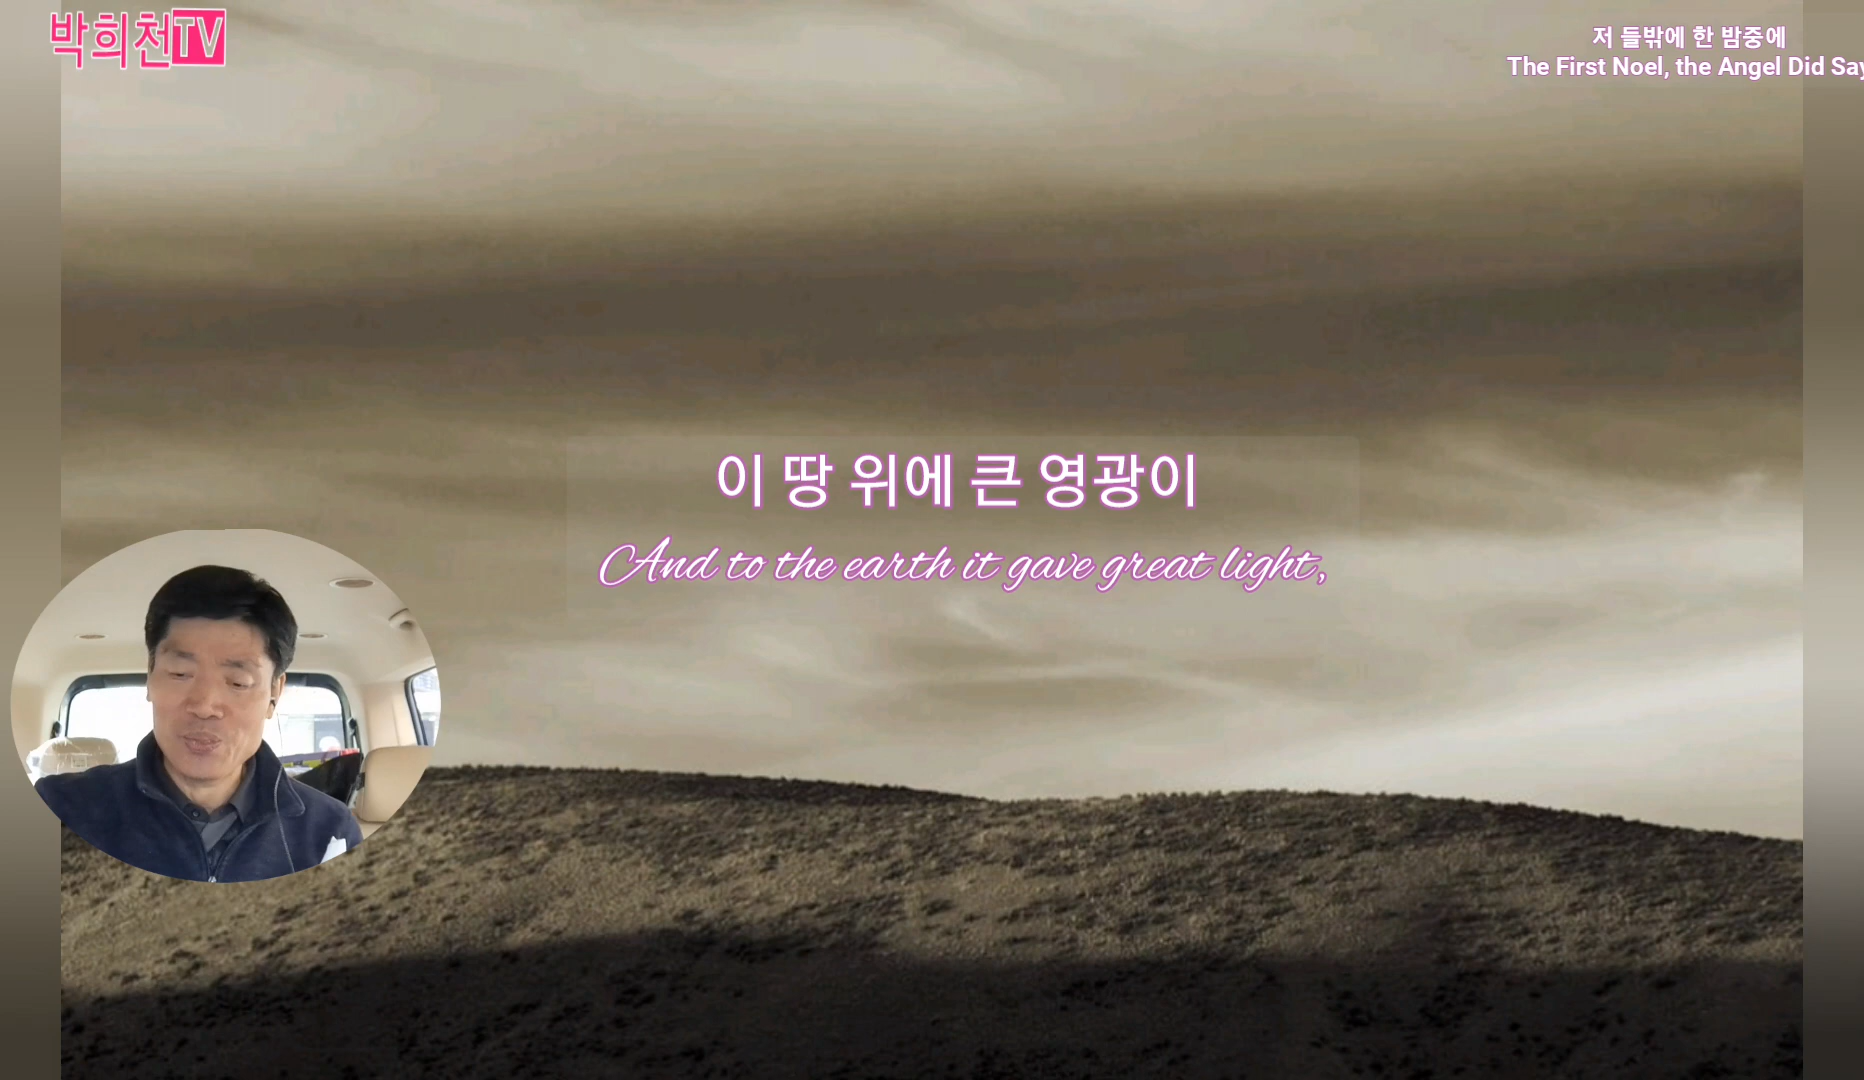 박희천TV
저 들밖에 한 밤중에
The First Noel, the Angel Did Say
이 땅 위에 큰 영광이
And to the earth it gave great light,